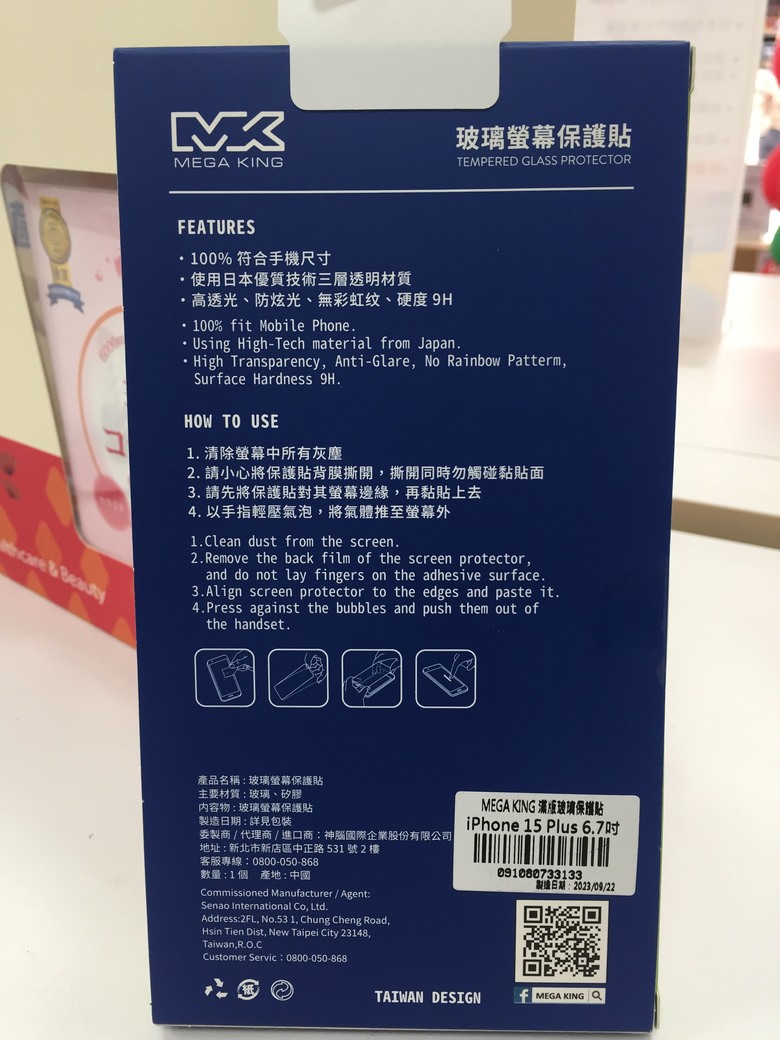 MK
MEGA KING
玻璃螢幕保護貼
TEMPERED GLASS PROTECTOR
FEATURES
・100% 符合手機尺寸
・使用日本優質技術三層透明材質
・高透光、防炫光、無彩虹紋、硬度 9H
・100% fit Mobile Phone.
・Using High-Tech material from Japan.
・High Transparency, Anti-Glare, No Rainbow Patterm,
Surface Hardness 9H.
HOW TO USE
1. 清除螢幕中所有灰塵
2. 請小心將保護貼背膜撕開，撕開同時勿觸碰黏貼面
3. 請先將保護貼對其螢幕邊緣，再黏貼上去
4. 以手指輕壓氣泡，將氣體推至螢幕外
1.Clean dust from the screen.
2.Remove the back film of the screen protector,
and do not lay fingers on the adhesive surface.
3.Align screen protector to the edges and paste it.
4.Press against the bubbles and push them out of
the handset.
產品名稱 : 玻璃螢幕保護貼
主要材質 : 玻璃、矽膠
內容物 : 玻璃螢幕保護貼
製造日期 : 詳見包裝
委製商 / 代理商 / 進口商 : 神腦國際企業股份有限公司
地址 : 新北市新店區中正路 531 號 2 樓
客服專線 : 0800-050-868
數量 : 1 個 產地 : 中國
Commissioned Manufacturer / Agent:
Senao International Co, Ltd.
Address:2FL, No.53 1, Chung Cheng Road,
Hsin Tien Dist, New Taipei City 23148,
Taiwan,R.O.C
Customer Servic : 0800-050-868
紙
TAIWAN DESIGN
MEGA KING 滿版玻璃保護貼
iPhone 15 Plus 6.7吋
091080733133
製造日期 : 2023/09/22
f MEGA KING
lthcare & Beauty
コ